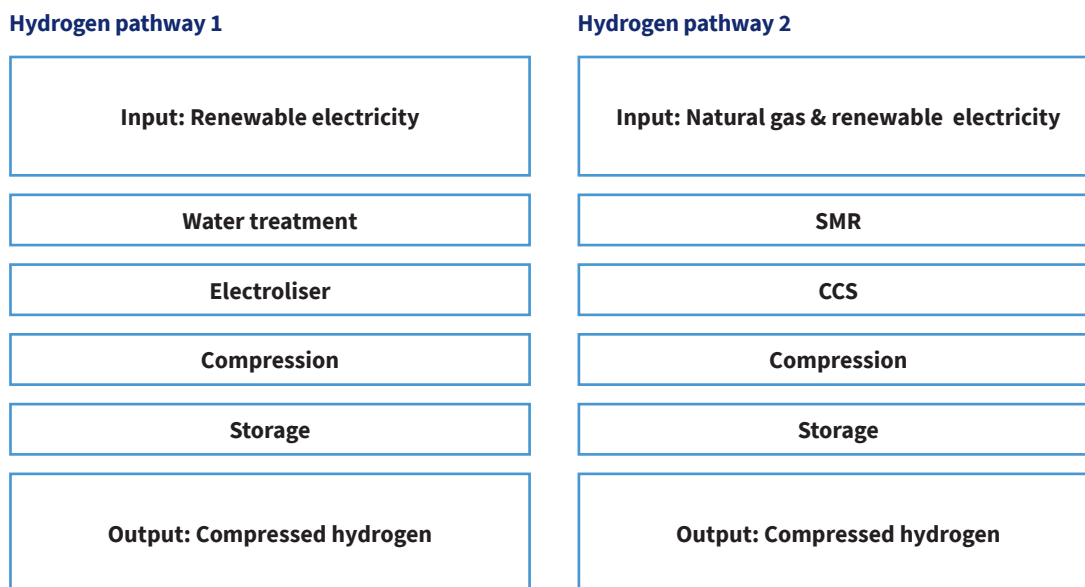 Hydrogen pathway 1
Input: Renewable electricity
Water treatment
Electroliser
Compression
Storage
Output: Compressed hydrogen
Hydrogen pathway 2
Input: Natural gas & renewable electricity
SMR
CCS
Compression
Storage
Output: Compressed hydrogen